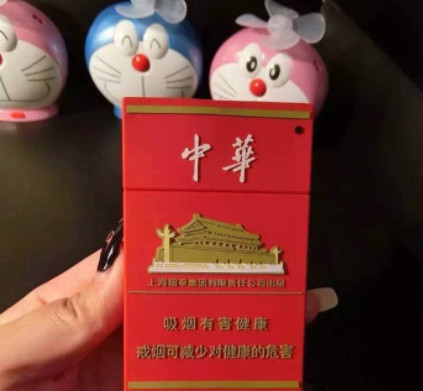 中華
上海烟草集团有限责任公司出品
吸烟有害健康
戒烟可减少对健康的危害